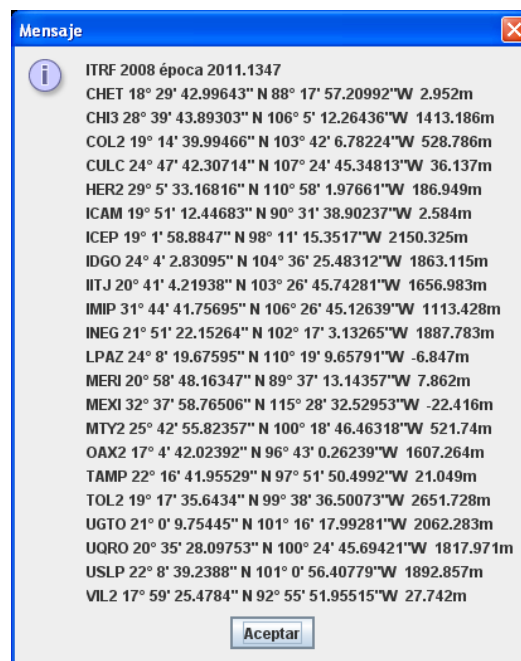 Mensaje
ITRF 2008 época 2011.1347
CHET 18° 29' 42.99643" N 88° 17' 57.20992"W 2.952m
CHI3 28° 39' 43.89303" N 106° 5' 12.26436"W 1413.186m
COL2 19° 14' 39.99466" N 103° 42' 6.78224"W 528.786m
CULC 24° 47' 42.30714" N 107° 24' 45.34813"W 36.137m
HER2 29° 5' 33.16816" N 110° 58' 1.97661"W 186.949m
ICAM 19° 51' 12.44683" N 90° 31' 38.90237"W 2.584m
ICEP 19° 1' 58.8847" N 98° 11' 15.3517"W 2150.325m
IDGO 24° 4' 2.83095" N 104° 36' 25.48312"W 1863.115m
IITJ 20° 41' 4.21938" N 103° 26' 45.74281"W 1656.983m
IMIP 31° 44' 41.75695" N 106° 26' 45.12639"W 1113.428m
INEG 21° 51' 22.15264" N 102° 17' 3.13265"W 1887.783m
LPAZ 24° 8' 19.67595" N 110° 19' 9.65791"W -6.847m
MERI 20° 58' 48.16347" N 89° 37' 13.14357"W 7.862m
MEXI 32° 37' 58.76506" N 115° 28' 32.52953"W -22.416m
MTY2 25° 42' 55.82357" N 100° 18' 46.46318"W 521.74m
OAX2 17° 4' 42.02392" N 96° 43' 0.26239"W 1607.264m
TAMP 22° 16' 41.95529" N 97° 51' 50.4992"W 21.049m
TOL2 19° 17' 35.6434" N 99° 38' 36.50073"W 2651.728m
UGTO 21° 0' 9.75445" N 101° 16' 17.99281"W 2062.283m
UQRO 20° 35' 28.09753" N 100° 24' 45.69421"W 1817.971m
USLP 22° 8' 39.2388" N 101° 0' 56.40779"W 1892.857m
VIL2 17° 59' 25.4784" N 92° 55' 51.95515"W 27.742m
Aceptar